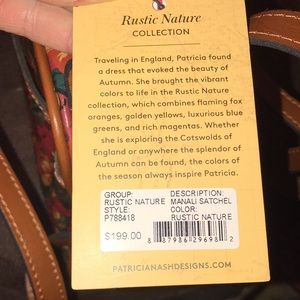 Rustic Nature
COLLECTION
Traveling in England, Patricia found
a dress that evoked the beauty of
Autumn. She brought the vibrant
colors to life in the Rustic Nature
collection, which combines flaming fox
oranges, golden yellows, luxurious blue
greens, and rich magentas. Whether
she is exploring the Cotswolds of
England or anywhere the splendor of
Autumn can be found, the colors of
the season always inspire Patricia.
GROUP: DESCRIPTION:
RUSTIC NATURE MANALI SATCHEL
STYLE: COLOR:
P788418 RUSTIC NATURE
$199.00 8 87986 29698 2
PATRICIANASHDESIGNS.COM